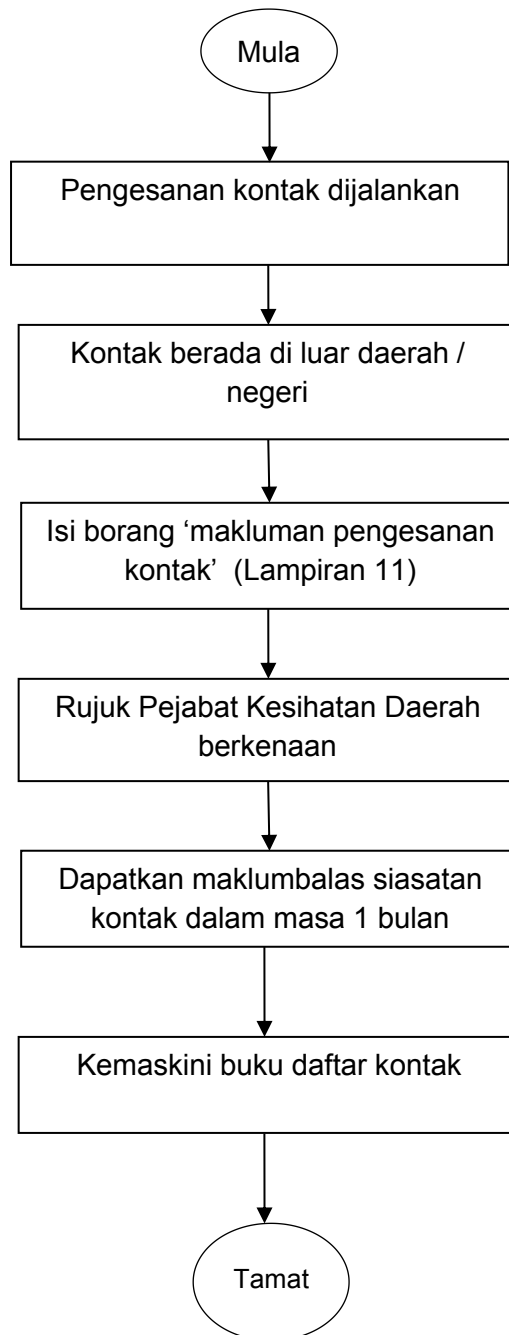 Mula
Pengesanan kontak dijalankan
Kontak berada di luar daerah /
negeri
Isi borang ‘makluman pengesanan
kontak’ (Lampiran 11)
Rujuk Pejabat Kesihatan Daerah
berkenaan
Dapatkan maklumbalas siasatan
kontak dalam masa 1 bulan
Kemaskini buku daftar kontak
Tamat